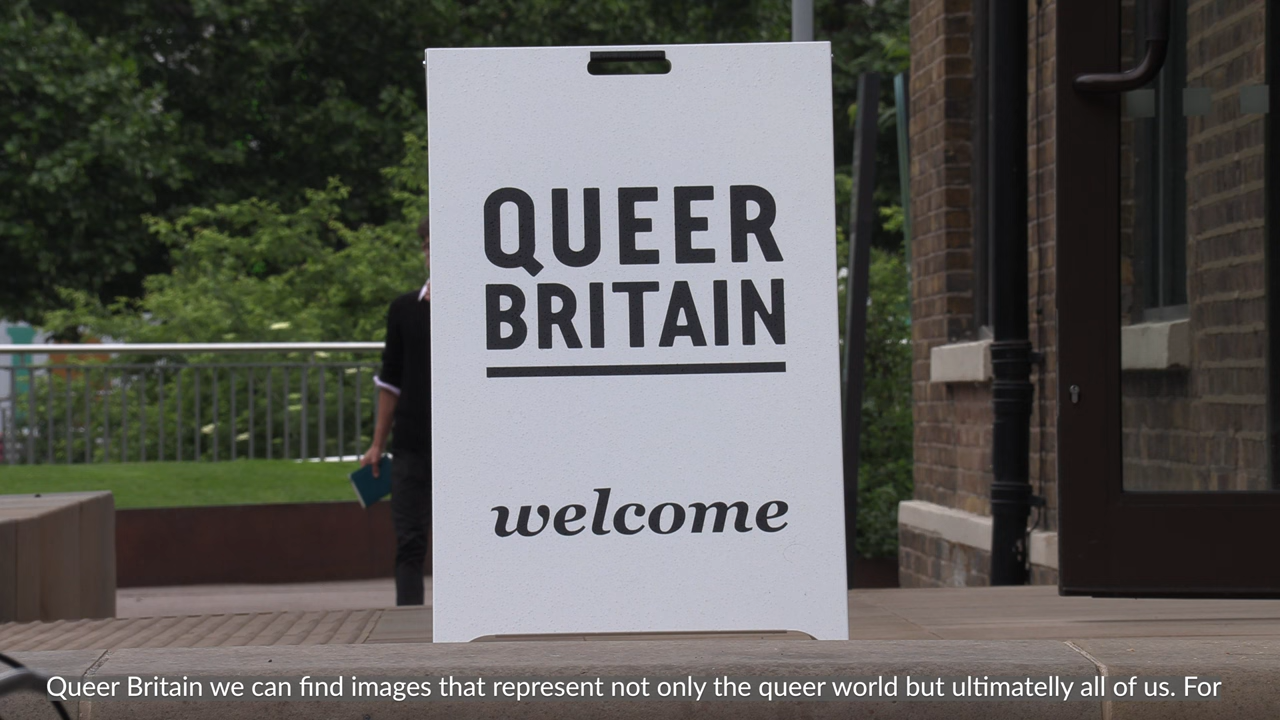 QUEER
BRITAIN
welcome
Queer Britain we can find images that represent not only the queer world but ultimatelly all of us. For